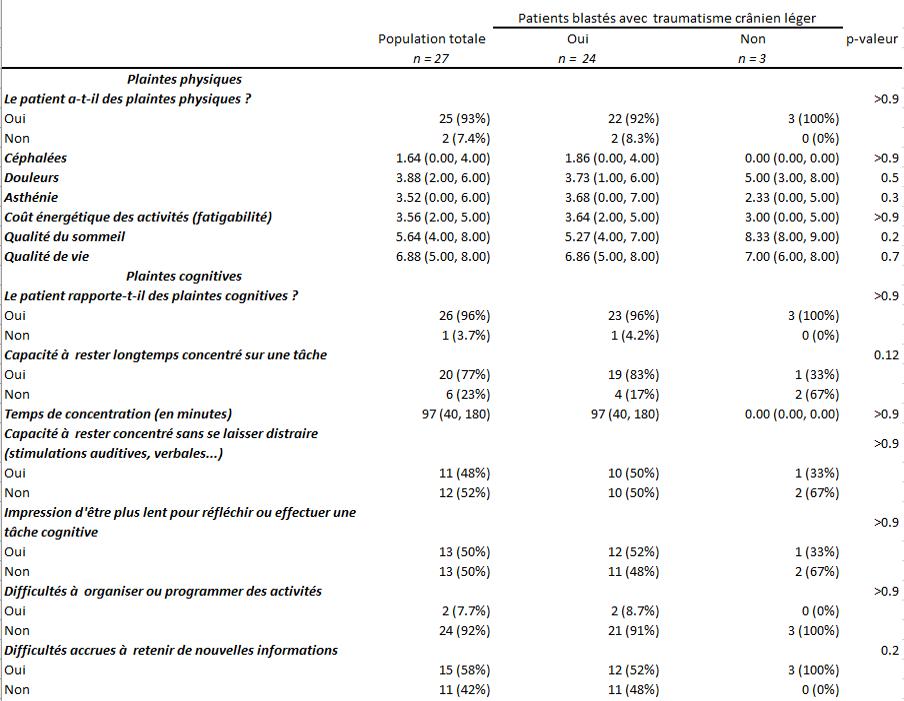 Patients blastés avec traumatisme crânien léger
Population totale Oui Non p-valeur
n = 27 n = 24 n = 3
Plaintes physiques
Le patient a-t-il des plaintes physiques ? >0.9
Oui 25 (93%) 22 (92%) 3 (100%)
Non 2 (7.4%) 2 (8.3%) 0 (0%)
Céphalées 1.64 (0.00, 4.00) 1.86 (0.00, 4.00) 0.00 (0.00, 0.00) >0.9
Douleurs 3.88 (2.00, 6.00) 3.73 (1.00, 6.00) 5.00 (3.00, 8.00) 0.5
Asthénie 3.52 (0.00, 6.00) 3.68 (0.00, 7.00) 2.33 (0.00, 5.00) 0.3
Coût énergétique des activités (fatigabilité) 3.56 (2.00, 5.00) 3.64 (2.00, 5.00) 3.00 (0.00, 5.00) >0.9
Qualité du sommeil 5.64 (4.00, 8.00) 5.27 (4.00, 7.00) 8.33 (8.00, 9.00) 0.2
Qualité de vie 6.88 (5.00, 8.00) 6.86 (5.00, 8.00) 7.00 (6.00, 8.00) 0.7
Plaintes cognitives
Le patient rapporte-t-il des plaintes cognitives ? >0.9
Oui 26 (96%) 23 (96%) 3 (100%)
Non 1 (3.7%) 1 (4.2%) 0 (0%)
Capacité à rester longtemps concentré sur une tâche 0.12
Oui 20 (77%) 19 (83%) 1 (33%)
Non 6 (23%) 4 (17%) 2 (67%)
Temps de concentration (en minutes) 97 (40, 180) 97 (40, 180) 0.00 (0.00, 0.00) >0.9
Capacité à rester concentré sans se laisser distraire
(stimulations auditives, verbales...) >0.9
Oui 11 (48%) 10 (50%) 1 (33%)
Non 12 (52%) 10 (50%) 2 (67%)
Impression d'être plus lent pour réfléchir ou effectuer une
tâche cognitive >0.9
Oui 13 (50%) 12 (52%) 1 (33%)
Non 13 (50%) 11 (48%) 2 (67%)
Difficultés à organiser ou programmer des activités >0.9
Oui 2 (7.7%) 2 (8.7%) 0 (0%)
Non 24 (92%) 21 (91%) 3 (100%)
Difficultés accrues à retenir de nouvelles informations 0.2
Oui 15 (58%) 12 (52%) 3 (100%)
Non 11 (42%) 11 (48%) 0 (0%)